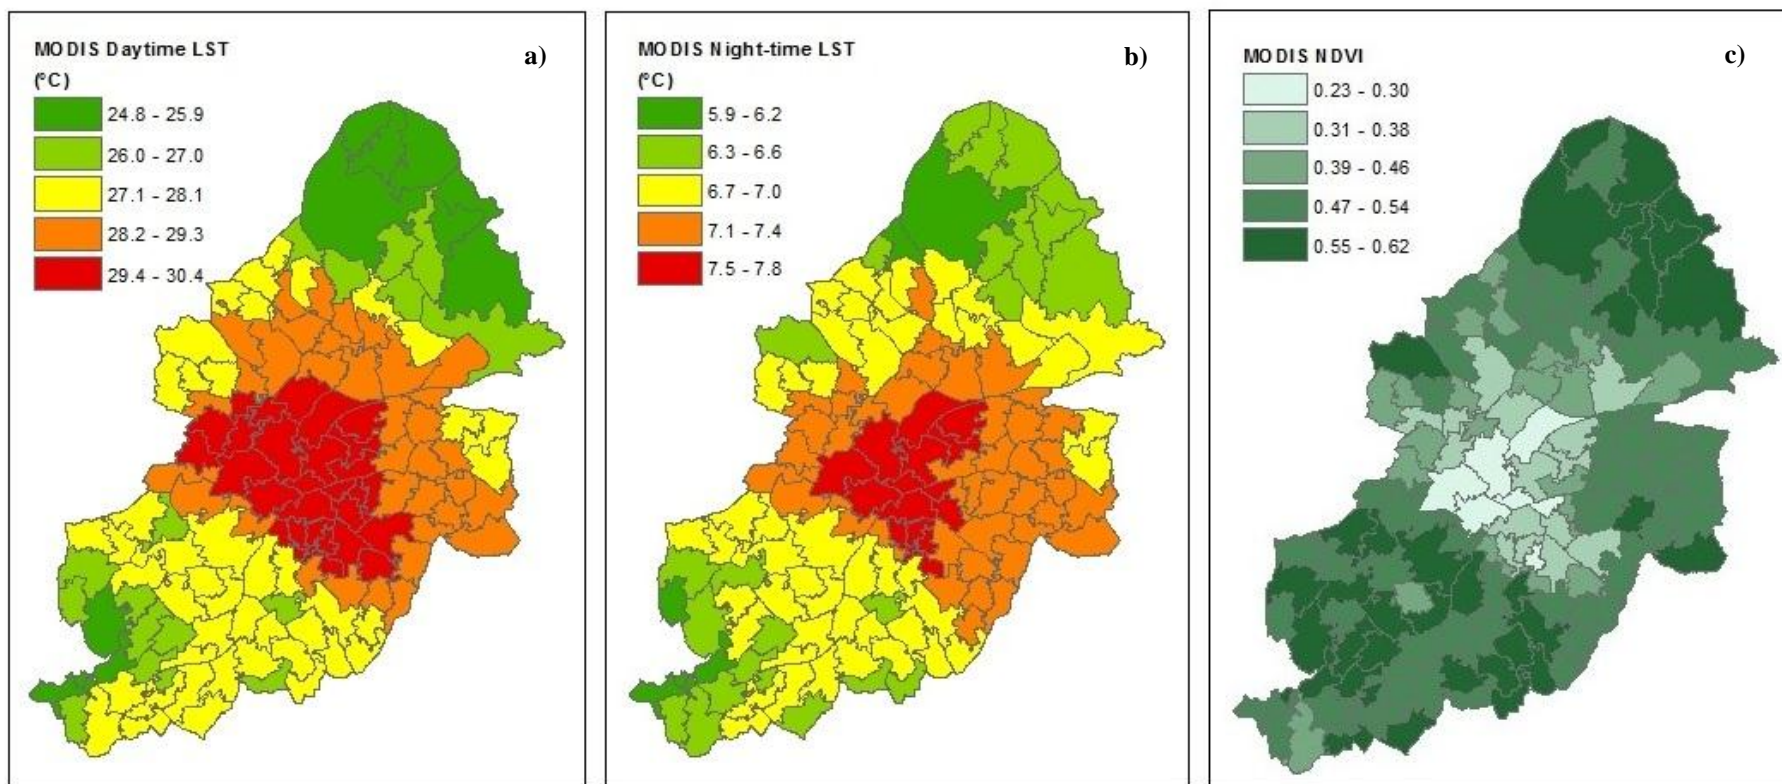 MODIS Daytime LST
(°C)
a)
24.8 - 25.9
26.0 - 27.0
27.1 - 28.1
28.2 - 29.3
29.4 - 30.4
MODIS Night-time LST
(°C)
b)
5.9 - 6.2
6.3 - 6.6
6.7 - 7.0
7.1 - 7.4
7.5 - 7.8
MODIS NDVI
c)
0.23 - 0.30
0.31 - 0.38
0.39 - 0.46
0.47 - 0.54
0.55 - 0.62